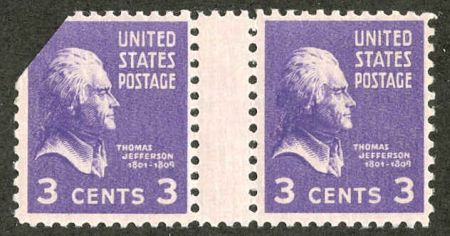 UNITED
STATES
POSTAGE
THOMAS
JEFFERSON
1801-1809
3 CENTS 3
UNITED
STATES
POSTAGE
THOMAS
JEFFERSON
1801-1809
3 CENTS 3